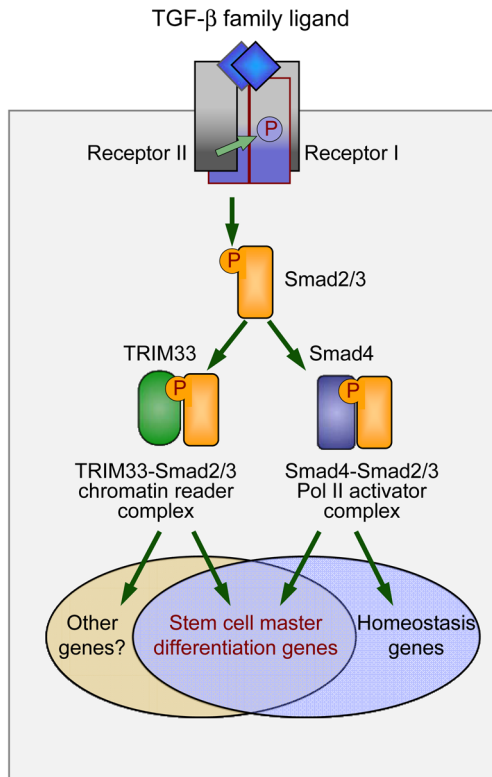 TGF-β family ligand
P
Receptor II
Receptor I
P
Smad2/3
TRIM33
Smad4
P
P
TRIM33-Smad2/3
chromatin reader
complex
Smad4-Smad2/3
Pol II activator
complex
Other
genes?
Stem cell master
differentiation genes
Homeostasis
genes